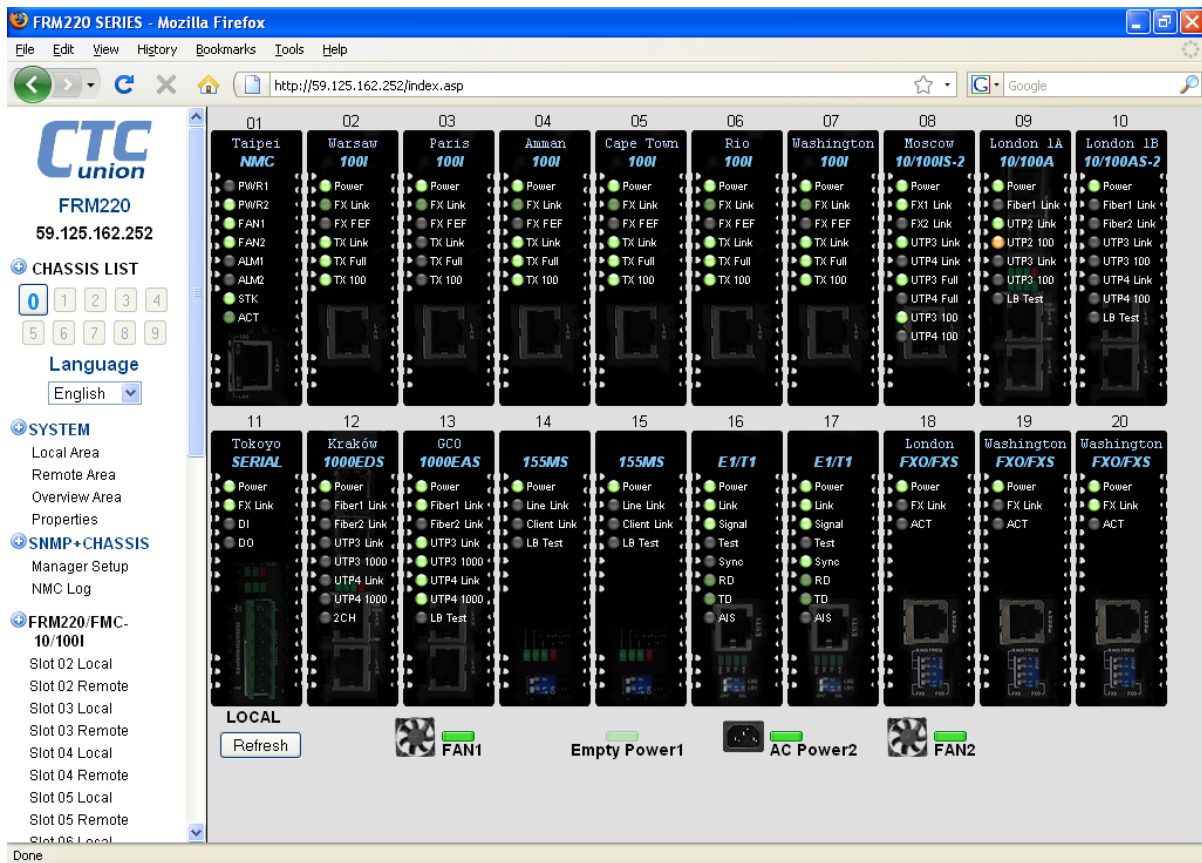 FRM220 SERIES - Mozilla Firefox
File Edit View History Bookmarks Tools Help
http://59.125.162.252/index.asp
G Google
CTC union
FRM220
59.125.162.252
CHASSIS LIST
0 1 2 3 4
5 6 7 8 9
Language
English
SYSTEM
Local Area
Remote Area
Overview Area
Properties
SNMP+CHASSIS
Manager Setup
NMC Log
FRM220/FMC-
10/100I
Slot 02 Local
Slot 02 Remote
Slot 03 Local
Slot 03 Remote
Slot 04 Local
Slot 04 Remote
Slot 05 Local
Slot 05 Remote
Slot 06 Local
01
Taipei
NMC
PWR1
PWR2
FAN1
FAN2
ALM1
ALM2
STK
ACT
02
Warsaw
100I
Power
FX Link
FX FEF
TX Link
TX Full
TX 100
03
Paris
100I
Power
FX Link
FX FEF
TX Link
TX Full
TX 100
04
Amman
100I
Power
FX Link
FX FEF
TX Link
TX Full
TX 100
05
Cape Town
100I
Power
FX Link
FX FEF
TX Link
TX Full
TX 100
06
Rio
100I
Power
FX Link
FX FEF
TX Link
TX Full
TX 100
07
Washington
100I
Power
FX Link
FX FEF
TX Link
TX Full
TX 100
08
Moscow
10/100IS-2
Power
FX1 Link
FX2 Link
UTP3 Link
UTP4 Link
UTP3 Full
UTP4 Full
UTP3 100
UTP4 100
09
London 1A
10/100A
Power
Fiber1 Link
UTP2 Link
UTP2 100
UTP3 Link
UTP3 100
LB Test
10
London 1B
10/100AS-2
Power
Fiber1 Link
Fiber2 Link
UTP3 Link
UTP3 100
UTP4 Link
UTP4 100
LB Test
11
Tokoyo
SERIAL
Power
FX Link
DI
DO
12
Kraków
1000EDS
Power
Fiber1 Link
Fiber2 Link
UTP3 Link
UTP3 1000
UTP4 Link
UTP4 1000
2CH
13
GCO
1000EAS
Power
Fiber1 Link
Fiber2 Link
UTP3 Link
UTP3 1000
UTP4 Link
UTP4 1000
LB Test
14
155MS
Power
Line Link
Client Link
LB Test
15
155MS
Power
Line Link
Client Link
LB Test
16
E1/T1
Power
Link
Signal
Test
Sync
RD
TD
AIS
17
E1/T1
Power
Link
Signal
Test
Sync
RD
TD
AIS
18
London
FXO/FXS
Power
FX Link
ACT
RING FREQ
FXS FXO
19
Washington
FXO/FXS
Power
FX Link
ACT
RING FREQ
FXS FXO
20
Washington
FXO/FXS
Power
FX Link
ACT
RING FREQ
FXS FXO
LOCAL
Refresh
FAN1
Empty Power1
AC Power2
FAN2
Done